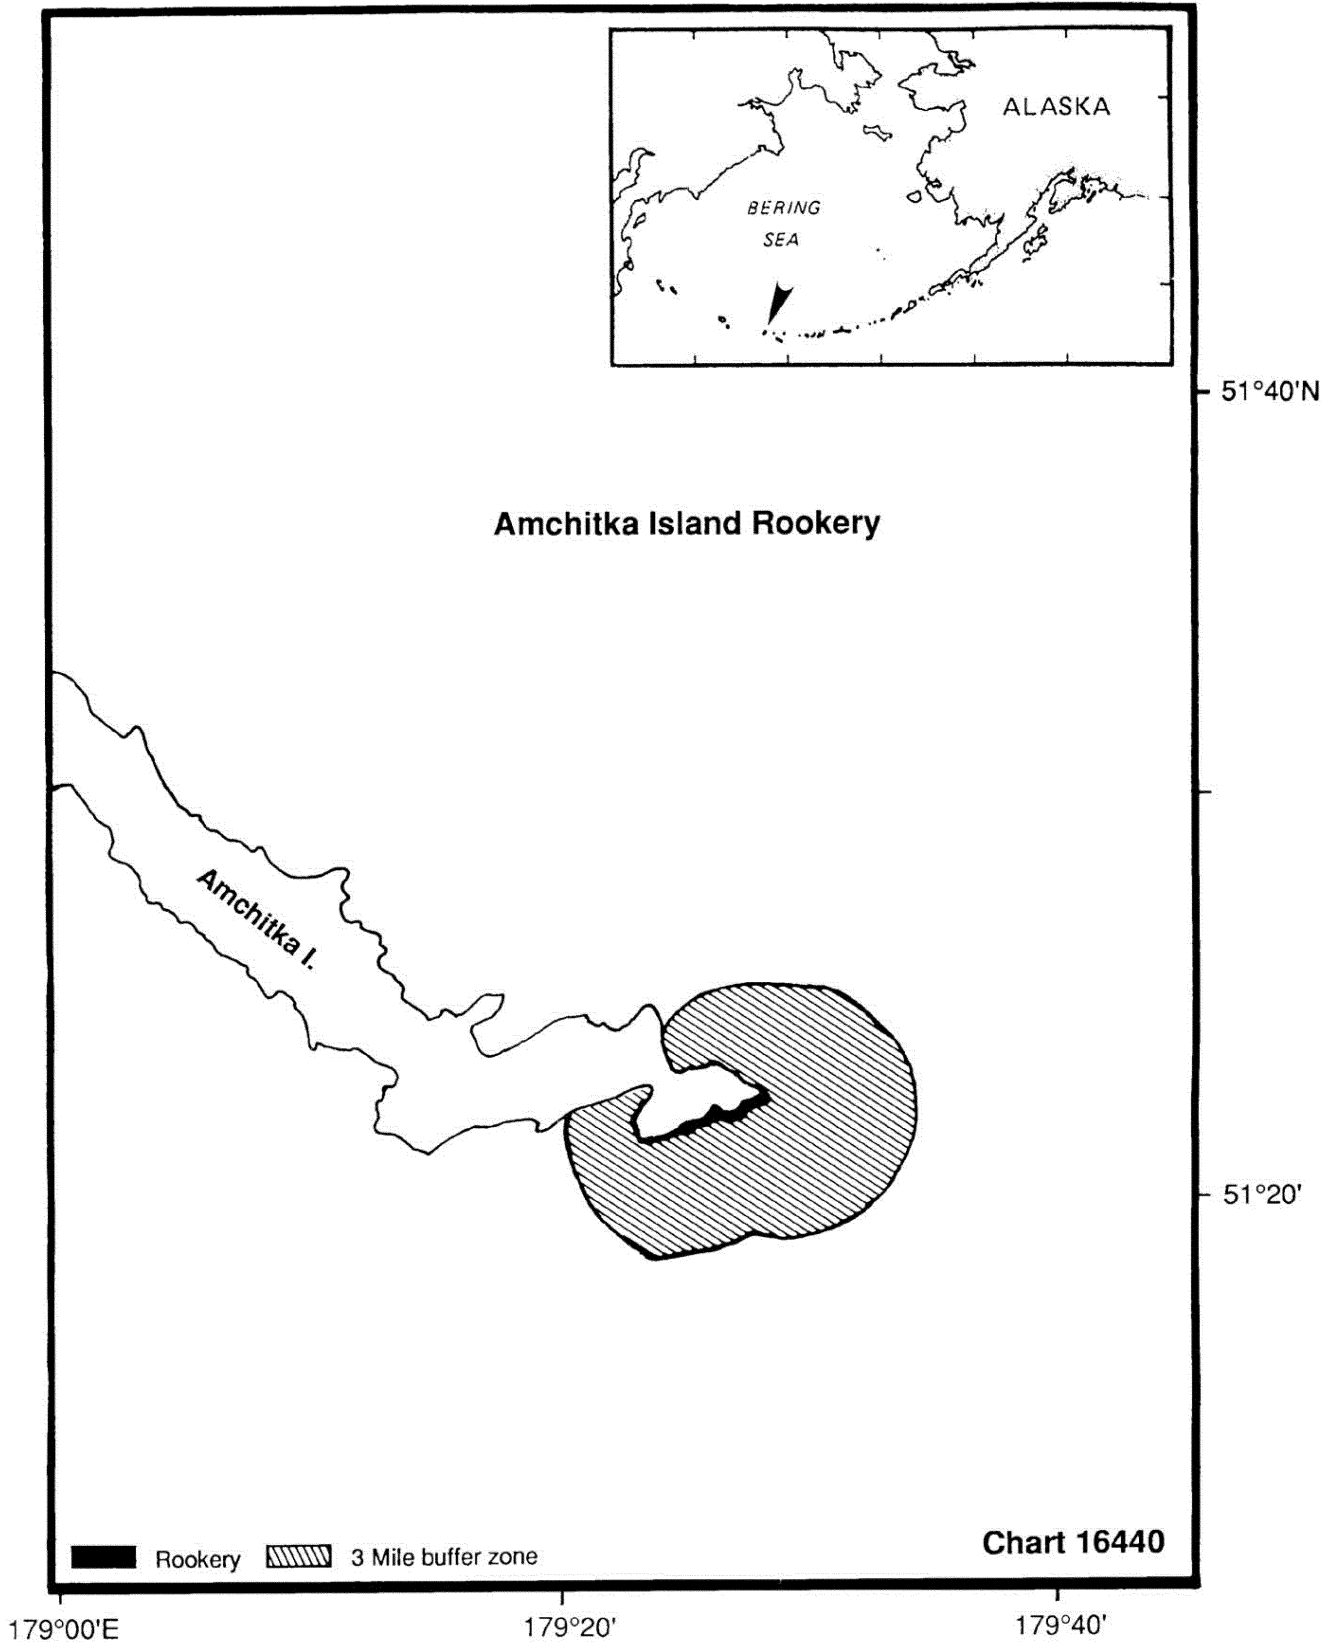 ALASKA
BERING
SEA
51°40'N
Amchitka Island Rookery
Amchitka I.
51°20'
Chart 16440
Rookery
3 Mile buffer zone
179°00'E
179°20'
179°40'